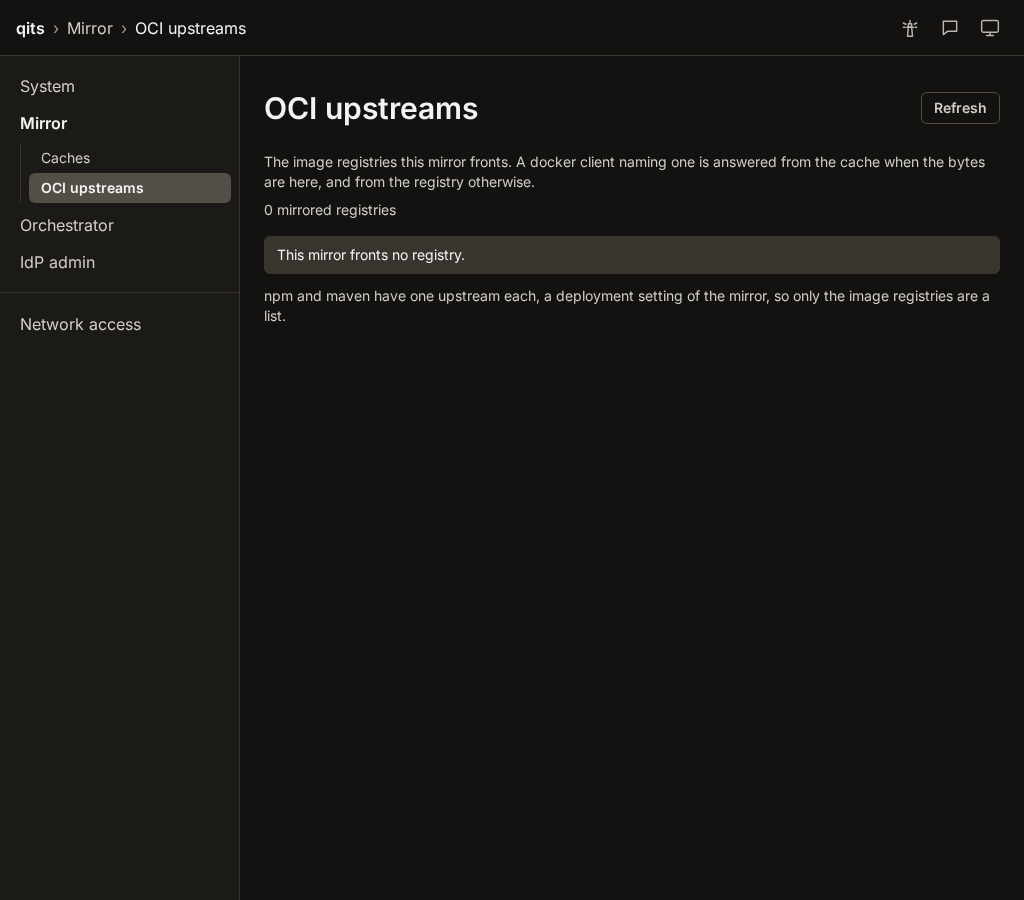 qits › Mirror › OCI upstreams
System
Mirror
Caches
OCI upstreams
Orchestrator
IdP admin
Network access
OCI upstreams
Refresh
The image registries this mirror fronts. A docker client naming one is answered from the cache when the bytes
are here, and from the registry otherwise.
0 mirrored registries
This mirror fronts no registry.
npm and maven have one upstream each, a deployment setting of the mirror, so only the image registries are a
list.